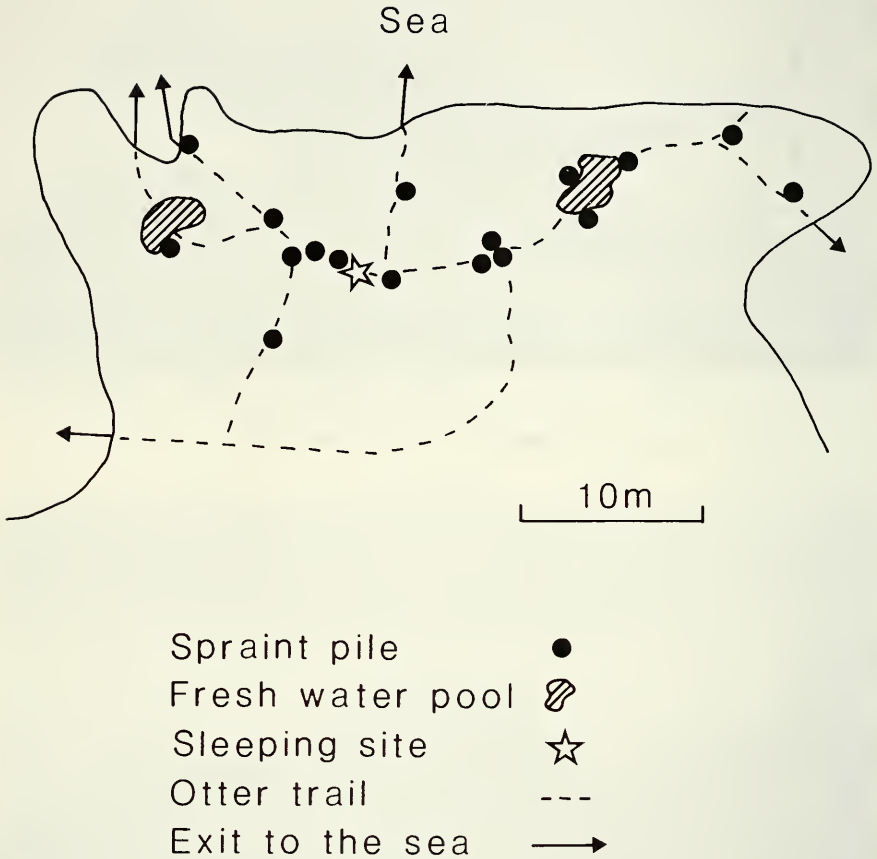 Sea
10m
Spraint pile
Fresh water pool
Sleeping site
Otter trail
Exit to the sea